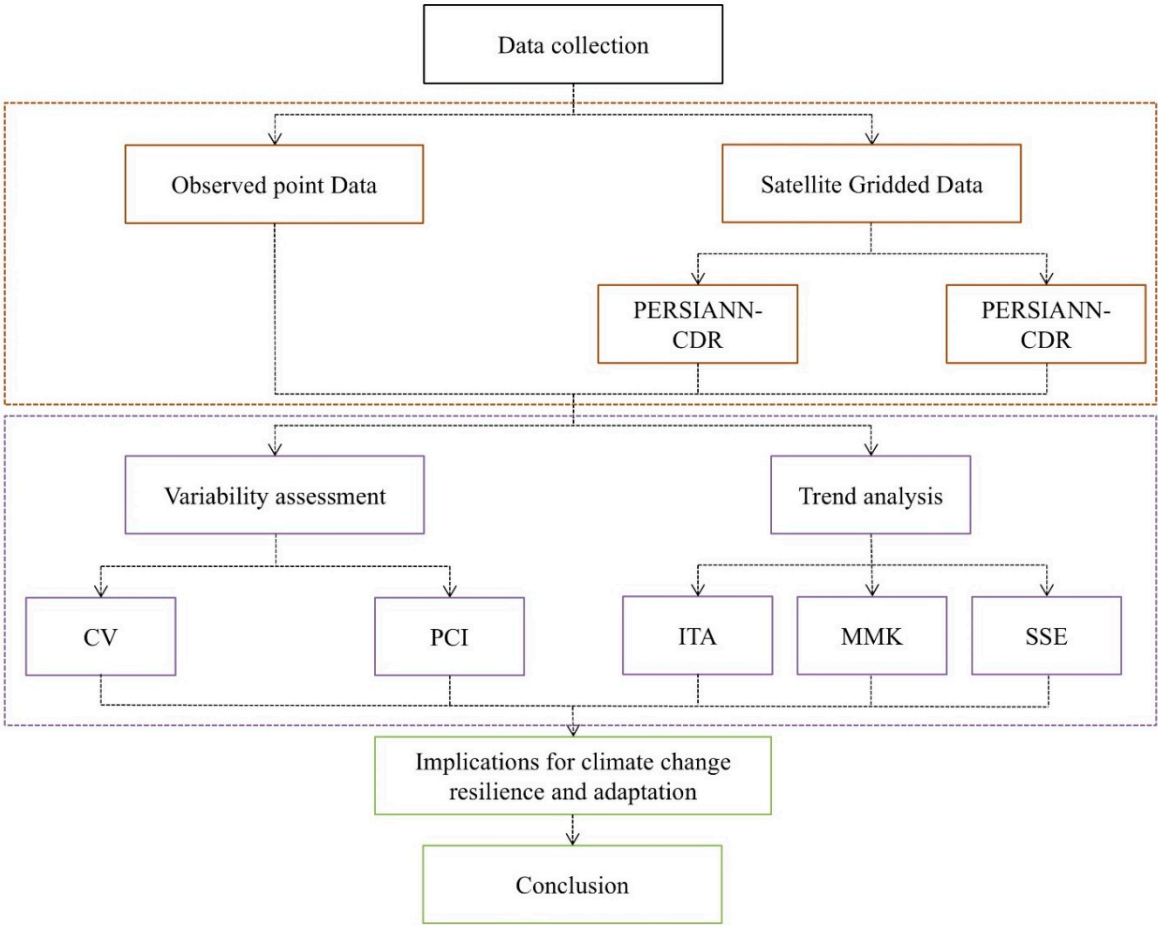 Data collection
Observed point Data
Satellite Gridded Data
PERSIANN-
CDR
PERSIANN-
CDR
Variability assessment
Trend analysis
CV
PCI
ITA
MMK
SSE
Implications for climate change
resilience and adaptation
Conclusion